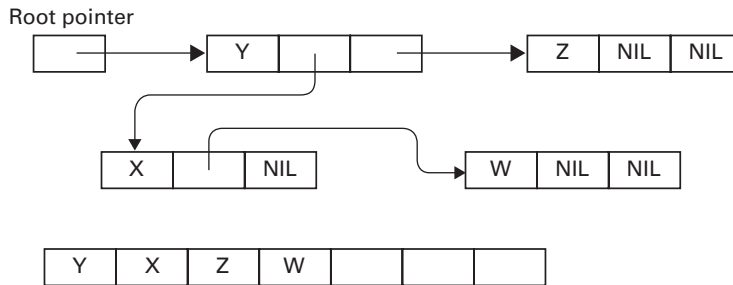 Root pointer
Y Z NIL NIL
X NIL W NIL NIL
Y X Z W